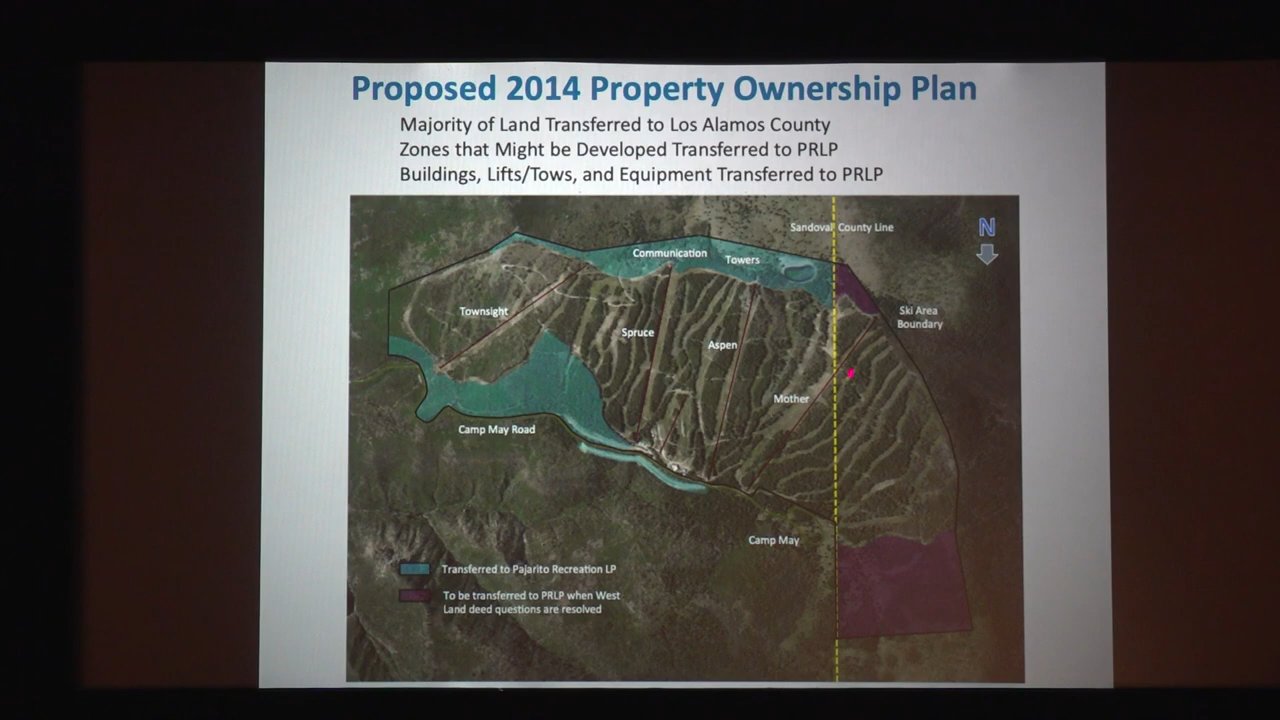 Proposed 2014 Property Ownership Plan
Majority of Land Transferred to Los Alamos County
Zones that Might be Developed Transferred to PRLP
Buildings, Lifts/Tows, and Equipment Transferred to PRLP
Sandoval County Line
N
Communication Towers
Townsight
Ski Area
Boundary
Spruce
Aspen
Mother
Camp May Road
Camp May
Transferred to Pajarito Recreation LP
To be transferred to PRLP when West
Land deed questions are resolved